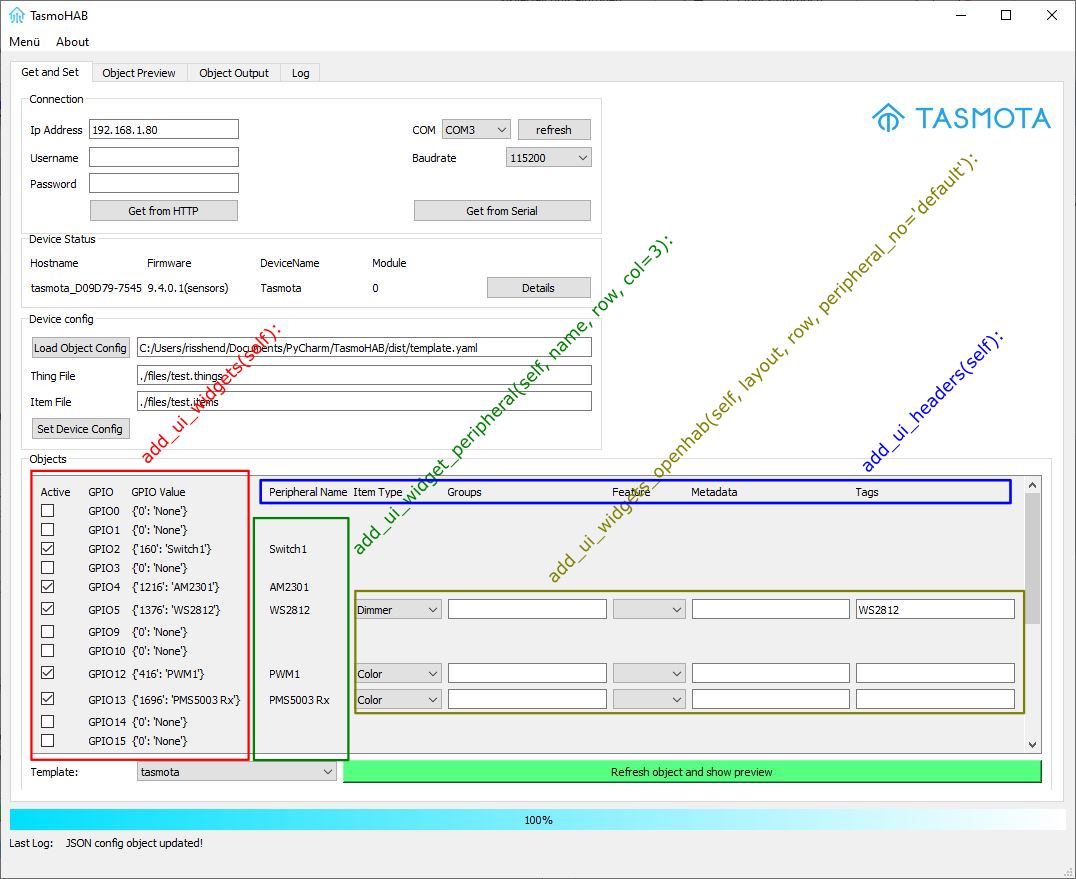 TasmoHAB
Menü About
Get and Set Object Preview Object Output Log
Connection
Ip Address 192.168.1.80 COM COM3 refresh
TASMOTA
Username Baudrate 115200
Password
Get from HTTP Get from Serial
Device Status
Hostname Firmware DeviceName Module
tasmota_D09D79-7545 9.4.0.1(sensors) Tasmota 0 Details
Device config
Load Object Config C:/Users/risshend/Documents/PyCharm/TasmoHAB/dist/template.yaml
Thing File ./files/test.things
Item File ./files/test.items
Set Device Config
add_ui_widgets(self):
add_ui_widget_peripheral(self, name, row, col=3):
add_ui_widgets_openhab(self, layout, row, peripheral_no='default'):
add_ui_headers(self):
Objects
Active GPIO GPIO Value Peripheral Name Item Type Groups Feature Metadata Tags
GPIO0 {'0': 'None'}
GPIO1 {'0': 'None'}
GPIO2 {'160': 'Switch1'} Switch1
GPIO3 {'0': 'None'}
GPIO4 {'1216': 'AM2301'} AM2301
GPIO5 {'1376': 'WS2812'} WS2812 Dimmer WS2812
GPIO9 {'0': 'None'}
GPIO10 {'0': 'None'}
GPIO12 {'416': 'PWM1'} PWM1 Color
GPIO13 {'1696': 'PMS5003 Rx'} PMS5003 Rx Color
GPIO14 {'0': 'None'}
GPIO15 {'0': 'None'}
Template: tasmota Refresh object and show preview
100%
Last Log: JSON config object updated!